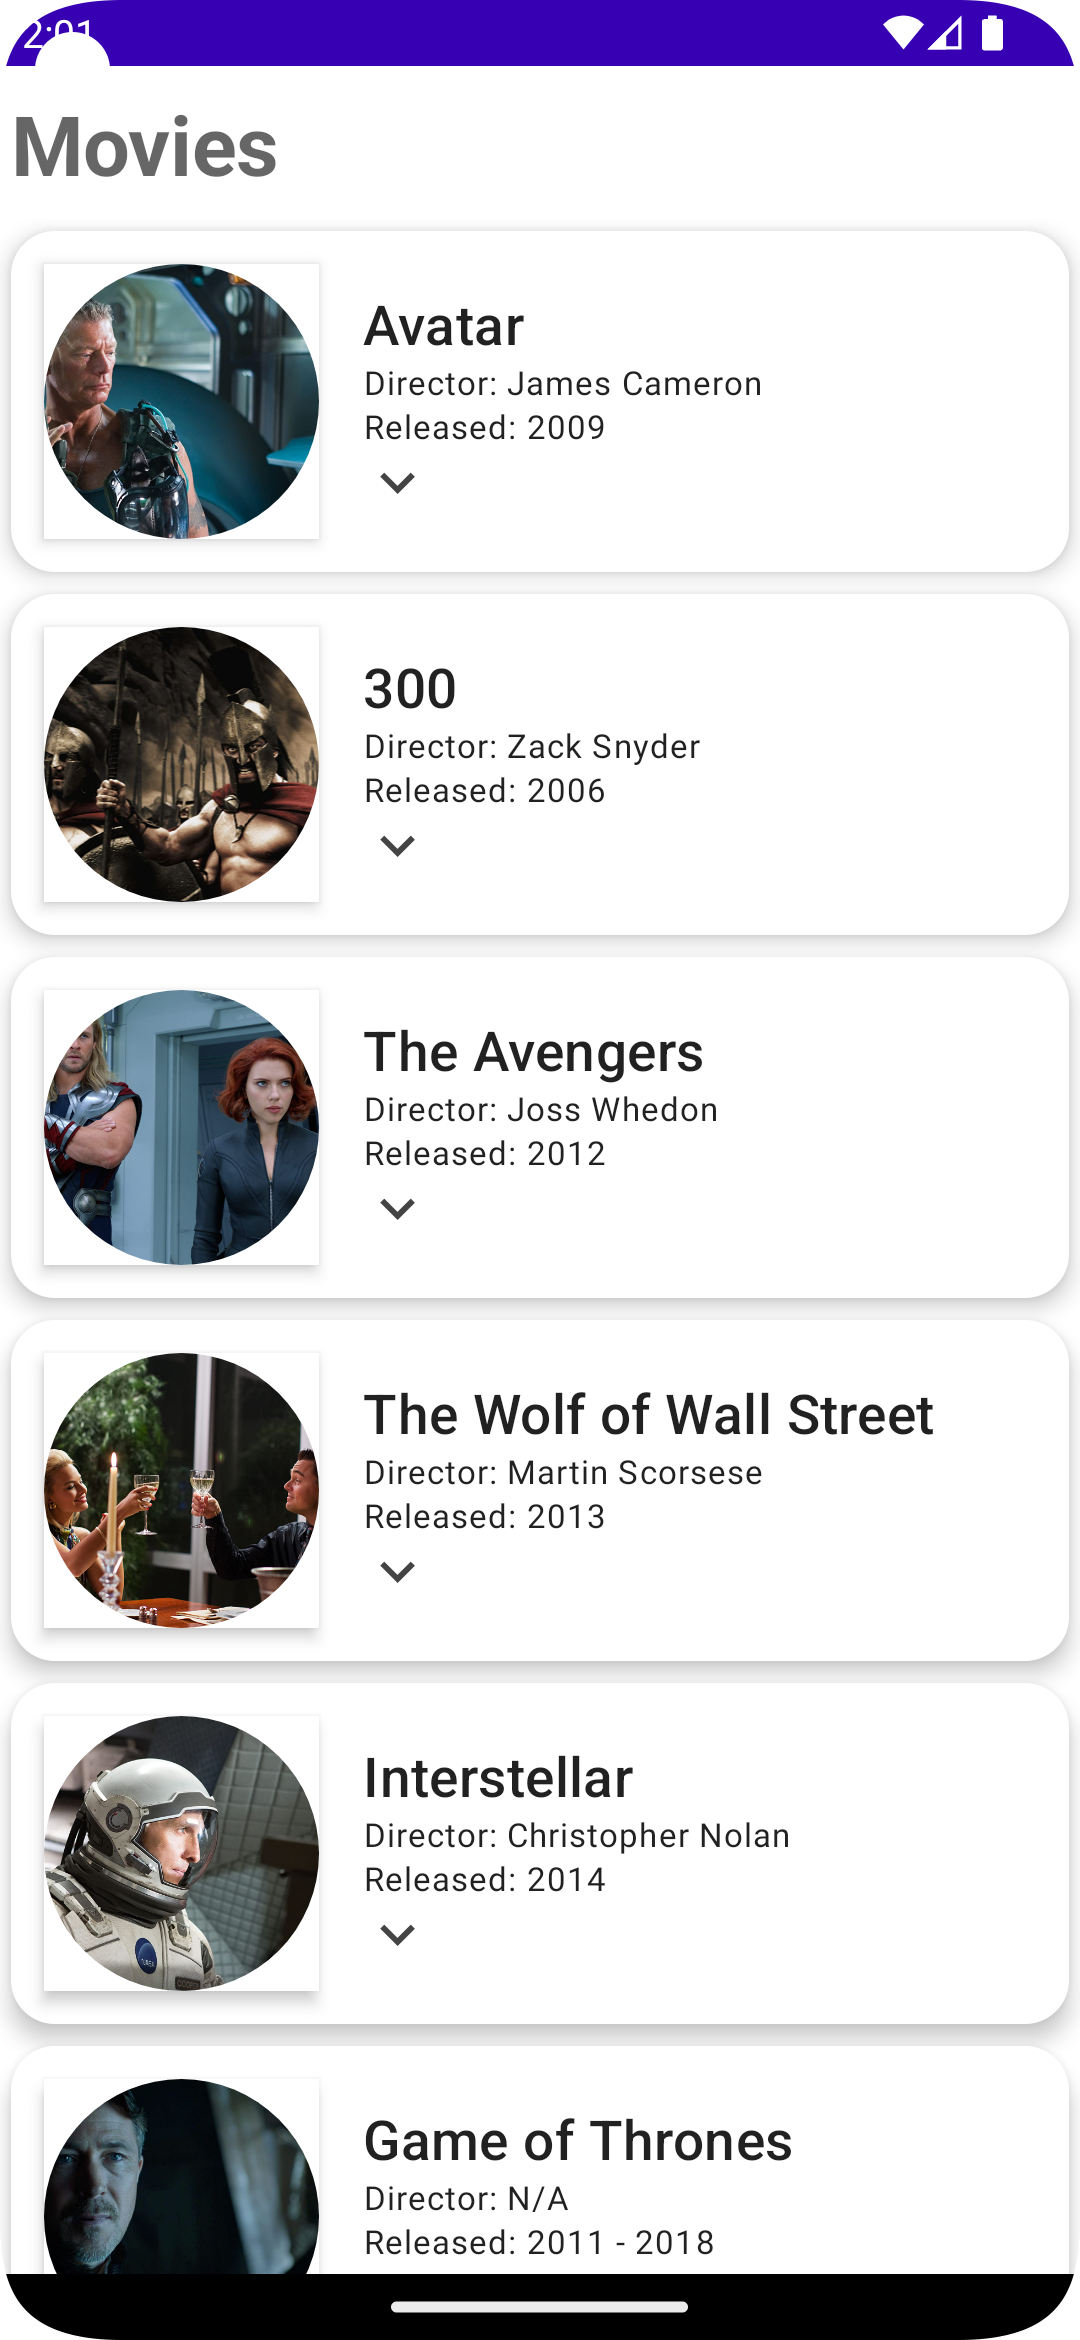 2:01
Movies
Avatar
Director: James Cameron
Released: 2009
300
Director: Zack Snyder
Released: 2006
The Avengers
Director: Joss Whedon
Released: 2012
The Wolf of Wall Street
Director: Martin Scorsese
Released: 2013
Interstellar
Director: Christopher Nolan
Released: 2014
Game of Thrones
Director: N/A
Released: 2011 - 2018